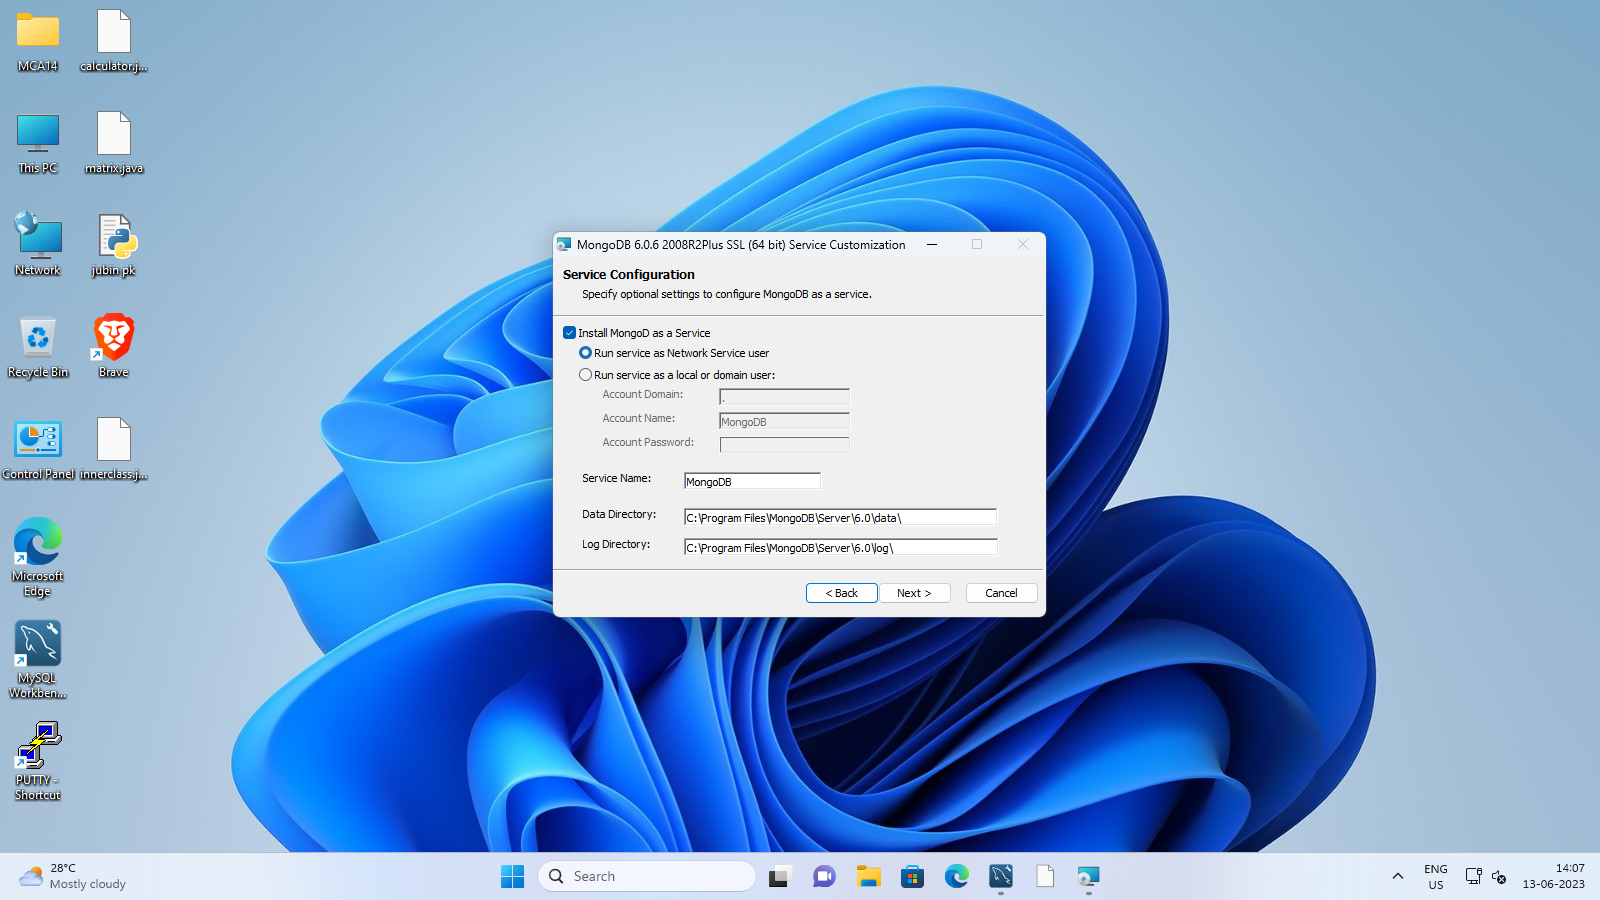 MCA14
calculator.j...
This PC
matrix.java
Network
jubin pk
Recycle Bin
Brave
Control Panel
innerclass.j...
Microsoft
Edge
MySQL
Workben...
PUTTY -
Shortcut
MongoDB 6.0.6 2008R2Plus SSL (64 bit) Service Customization
Service Configuration
Specify optional settings to configure MongoDB as a service.
Install MongoD as a Service
Run service as Network Service user
Run service as a local or domain user:
Account Domain: .
Account Name: MongoDB
Account Password:
Service Name: MongoDB
Data Directory: C:\Program Files\MongoDB\Server\6.0\data\
Log Directory: C:\Program Files\MongoDB\Server\6.0\log\
< Back Next > Cancel
28°C
Mostly cloudy
Search
ENG
US
14:07
13-06-2023